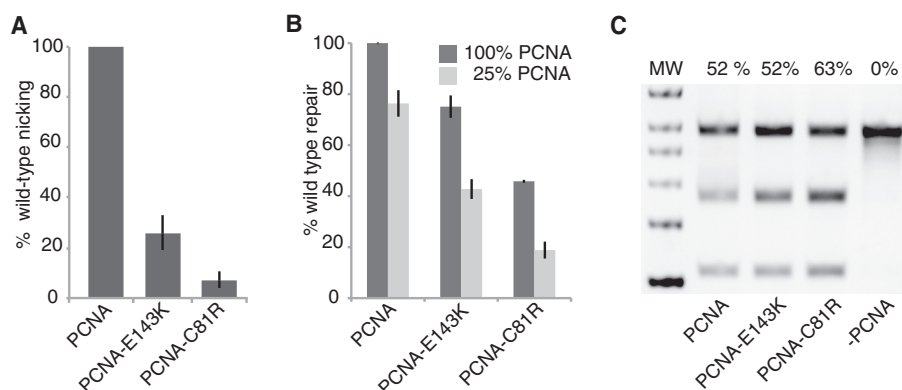 A
% wild-type nicking
100
80
60
40
20
0
PCNA
PCNA-E143K
PCNA-C81R
B
% wild type repair
100
80
60
40
20
0
100% PCNA
25% PCNA
PCNA
PCNA-E143K
PCNA-C81R
C
MW 52 % 52% 63% 0%
PCNA
PCNA-E143K
PCNA-C81R
-PCNA